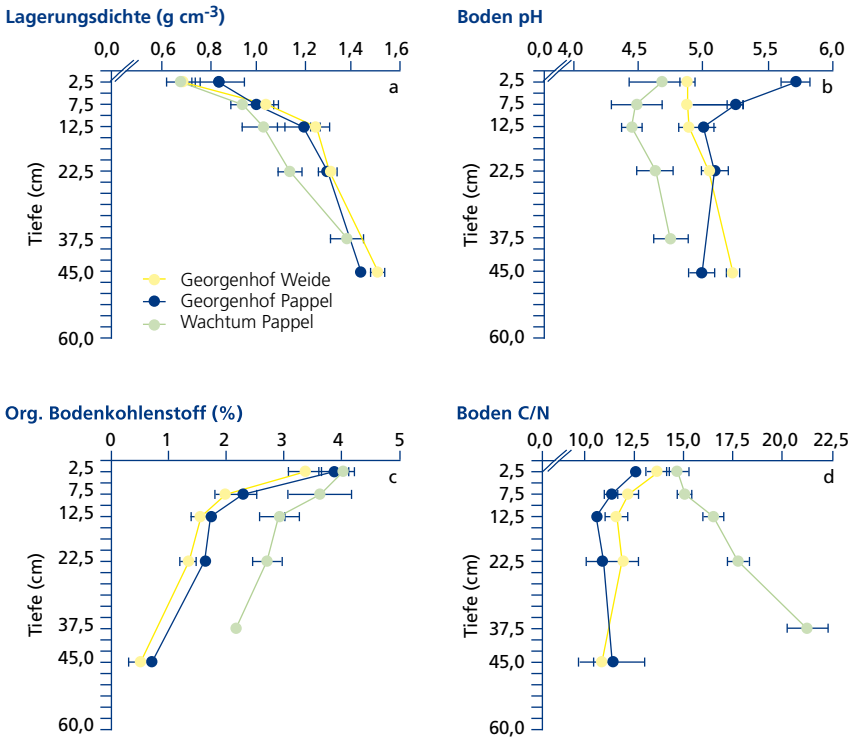 Lagerungsdichte (g cm-3)
0,0 0,6 0,8 1,0 1,2 1,4 1,6
a
2,5
7,5
12,5
22,5
37,5
45,0
60,0
Tiefe (cm)
Georgenhof Weide
Georgenhof Pappel
Wachtum Pappel
Boden pH
0,0 4,0 4,5 5,0 5,5 6,0
b
2,5
7,5
12,5
22,5
37,5
45,0
60,0
Tiefe (cm)
Org. Bodenkohlenstoff (%)
0 1 2 3 4 5
c
2,5
7,5
12,5
22,5
37,5
45,0
60,0
Tiefe (cm)
Boden C/N
0,0 10,0 12,5 15,0 17,5 20,0 22,5
d
2,5
7,5
12,5
22,5
37,5
45,0
60,0
Tiefe (cm)